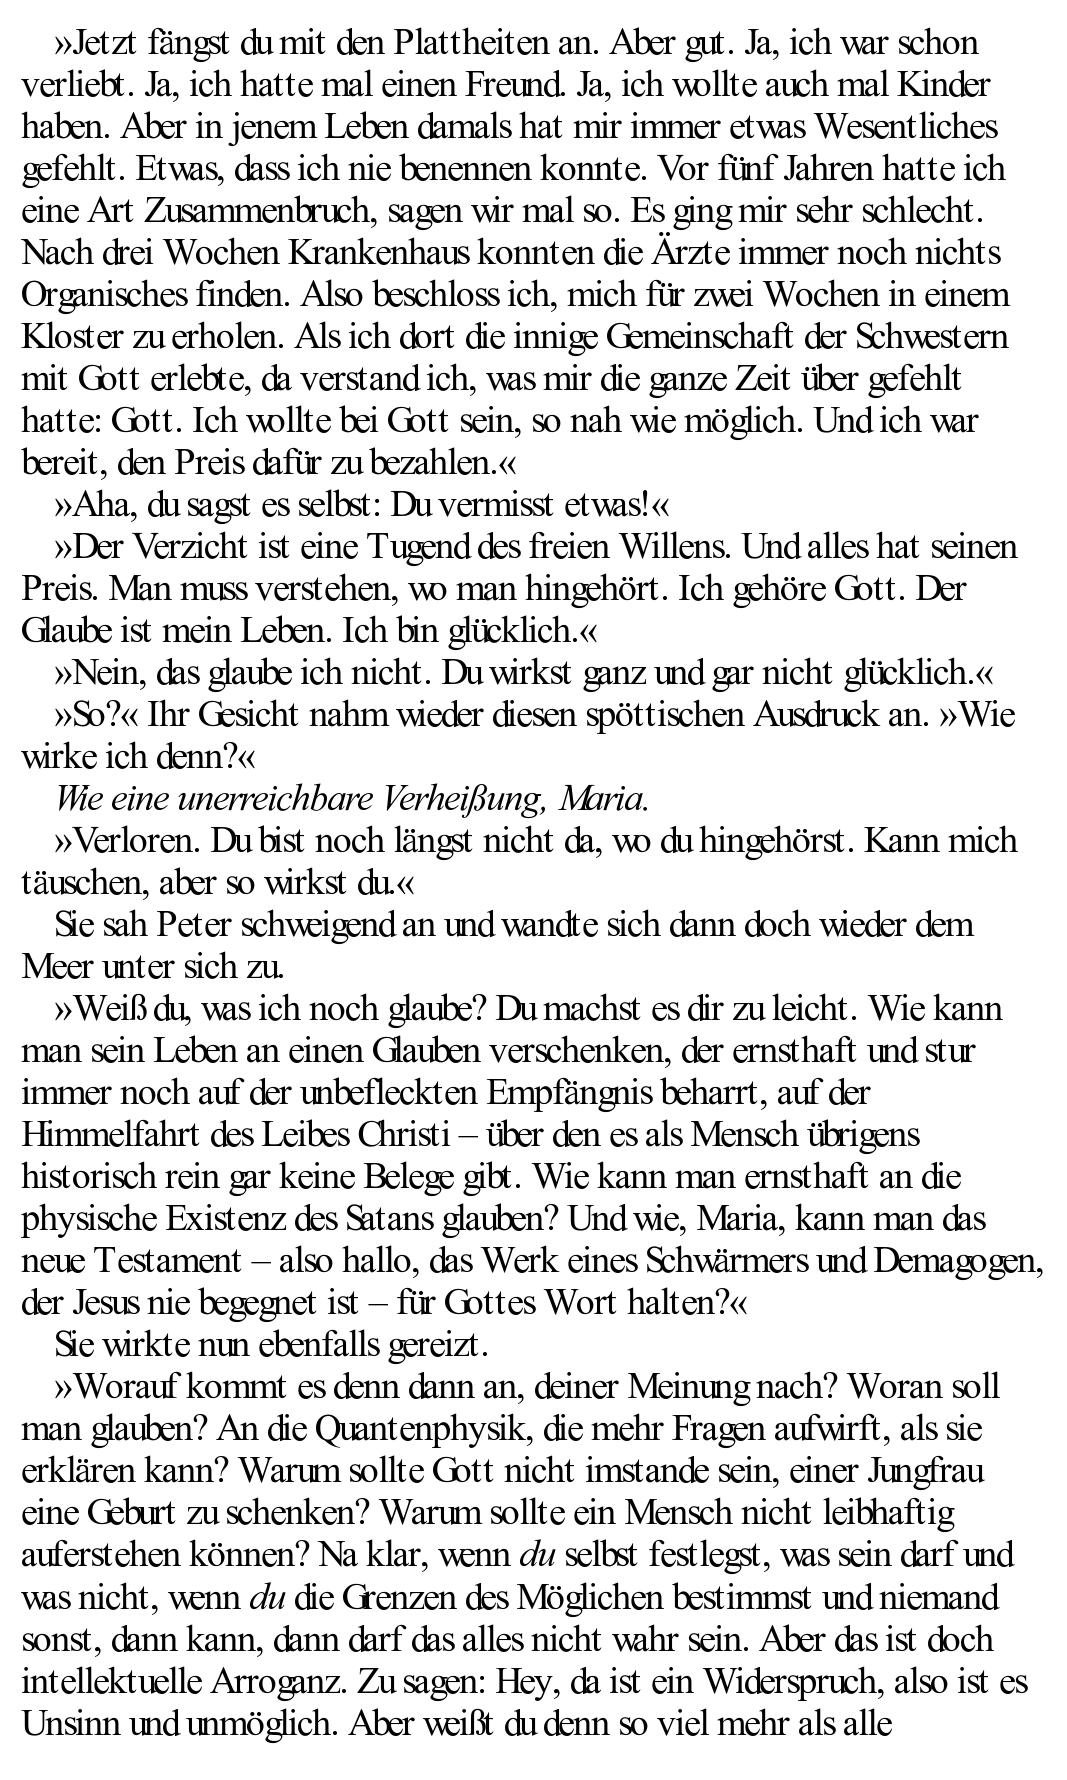 »Jetzt fängst du mit den Plattheiten an. Aber gut. Ja, ich war schon
verliebt. Ja, ich hatte mal einen Freund. Ja, ich wollte auch mal Kinder
haben. Aber in jenem Leben damals hat mir immer etwas Wesentliches
gefehlt. Etwas, dass ich nie benennen konnte. Vor fünf Jahren hatte ich
eine Art Zusammenbruch, sagen wir mal so. Es ging mir sehr schlecht.
Nach drei Wochen Krankenhaus konnten die Ärzte immer noch nichts
Organisches finden. Also beschloss ich, mich für zwei Wochen in einem
Kloster zu erholen. Als ich dort die innige Gemeinschaft der Schwestern
mit Gott erlebte, da verstand ich, was mir die ganze Zeit über gefehlt
hatte: Gott. Ich wollte bei Gott sein, so nah wie möglich. Und ich war
bereit, den Preis dafür zu bezahlen.«
»Aha, du sagst es selbst: Du vermisst etwas!«
»Der Verzicht ist eine Tugend des freien Willens. Und alles hat seinen
Preis. Man muss verstehen, wo man hingehört. Ich gehöre Gott. Der
Glaube ist mein Leben. Ich bin glücklich.«
»Nein, das glaube ich nicht. Du wirkst ganz und gar nicht glücklich.«
»So?« Ihr Gesicht nahm wieder diesen spöttischen Ausdruck an. »Wie
wirke ich denn?«
Wie eine unerreichbare Verheißung, Maria.
»Verloren. Du bist noch längst nicht da, wo du hingehörst. Kann mich
täuschen, aber so wirkst du.«
Sie sah Peter schweigend an und wandte sich dann doch wieder dem
Meer unter sich zu.
»Weiß du, was ich noch glaube? Du machst es dir zu leicht. Wie kann
man sein Leben an einen Glauben verschenken, der ernsthaft und stur
immer noch auf der unbefleckten Empfängnis beharrt, auf der
Himmelfahrt des Leibes Christi – über den es als Mensch übrigens
historisch rein gar keine Belege gibt. Wie kann man ernsthaft an die
physische Existenz des Satans glauben? Und wie, Maria, kann man das
neue Testament – also hallo, das Werk eines Schwärmers und Demagogen,
der Jesus nie begegnet ist – für Gottes Wort halten?«
Sie wirkte nun ebenfalls gereizt.
»Worauf kommt es denn dann an, deiner Meinung nach? Woran soll
man glauben? An die Quantenphysik, die mehr Fragen aufwirft, als sie
erklären kann? Warum sollte Gott nicht imstande sein, einer Jungfrau
eine Geburt zu schenken? Warum sollte ein Mensch nicht leibhaftig
auferstehen können? Na klar, wenn du selbst festlegst, was sein darf und
was nicht, wenn du die Grenzen des Möglichen bestimmst und niemand
sonst, dann kann, dann darf das alles nicht wahr sein. Aber das ist doch
intellektuelle Arroganz. Zu sagen: Hey, da ist ein Widerspruch, also ist es
Unsinn und unmöglich. Aber weißt du denn so viel mehr als alle